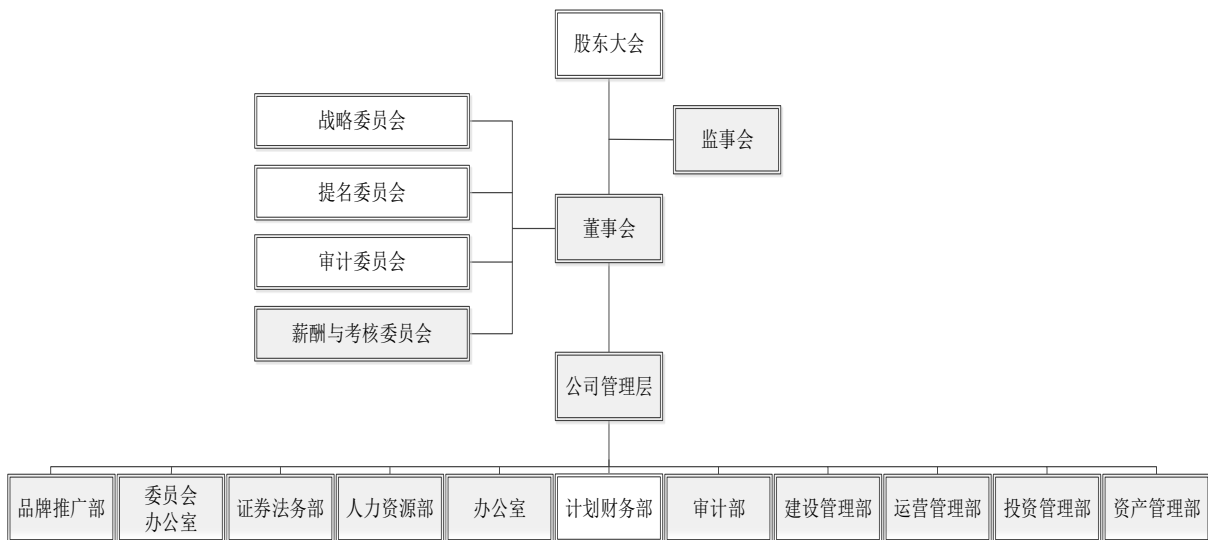 股东大会
战略委员会
监事会
提名委员会
董事会
审计委员会
薪酬与考核委员会
公司管理层
品牌推广部
委员会
办公室
证券法务部
人力资源部
办公室
计划财务部
审计部
建设管理部
运营管理部
投资管理部
资产管理部